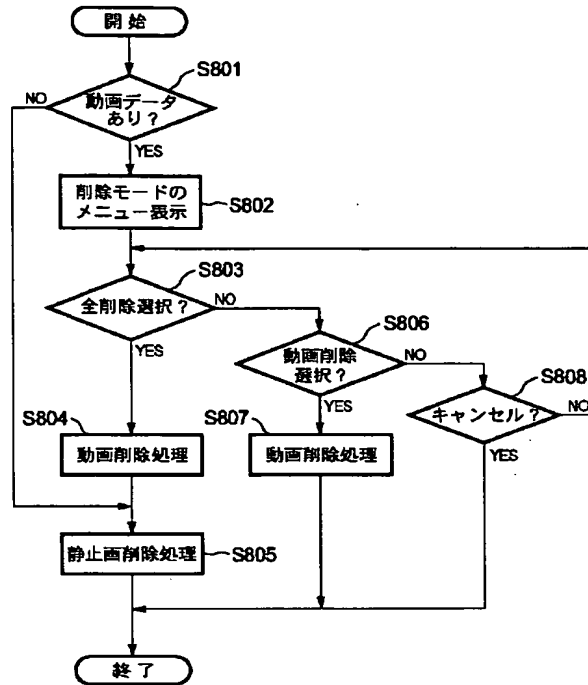 開始
S801
動画データ
あり？
NO
YES
削除モードの
メニュー表示
S802
S803
全削除選択？
NO
YES
S806
動画削除
選択？
NO
YES
S808
キャンセル？
NO
YES
S804
動画削除処理
S807
動画削除処理
静止画削除処理
S805
終了